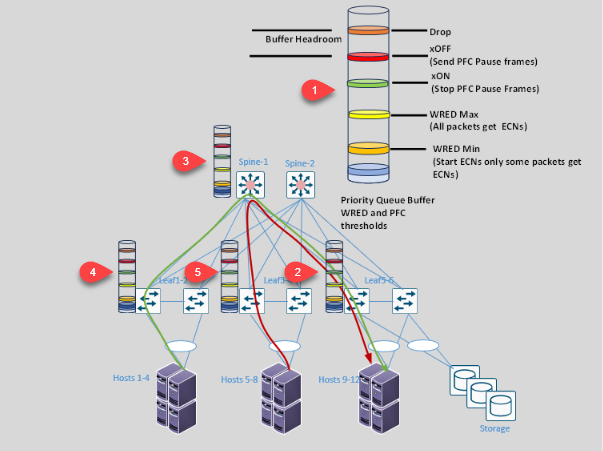 Drop
Buffer Headroom
xOFF
(Send PFC Pause frames)
xON
(Stop PFC Pause Frames)
1
WRED Max
(All packets get ECNs)
WRED Min
(Start ECNs only some packets get
ECNs)
3
Spine-1
Spine-2
Priority Queue Buffer
WRED and PFC
thresholds
4
Leaf1-
5
2
Leaf5-6
Hosts 1-4
Hosts 5-8
Hosts 9-12
Storage